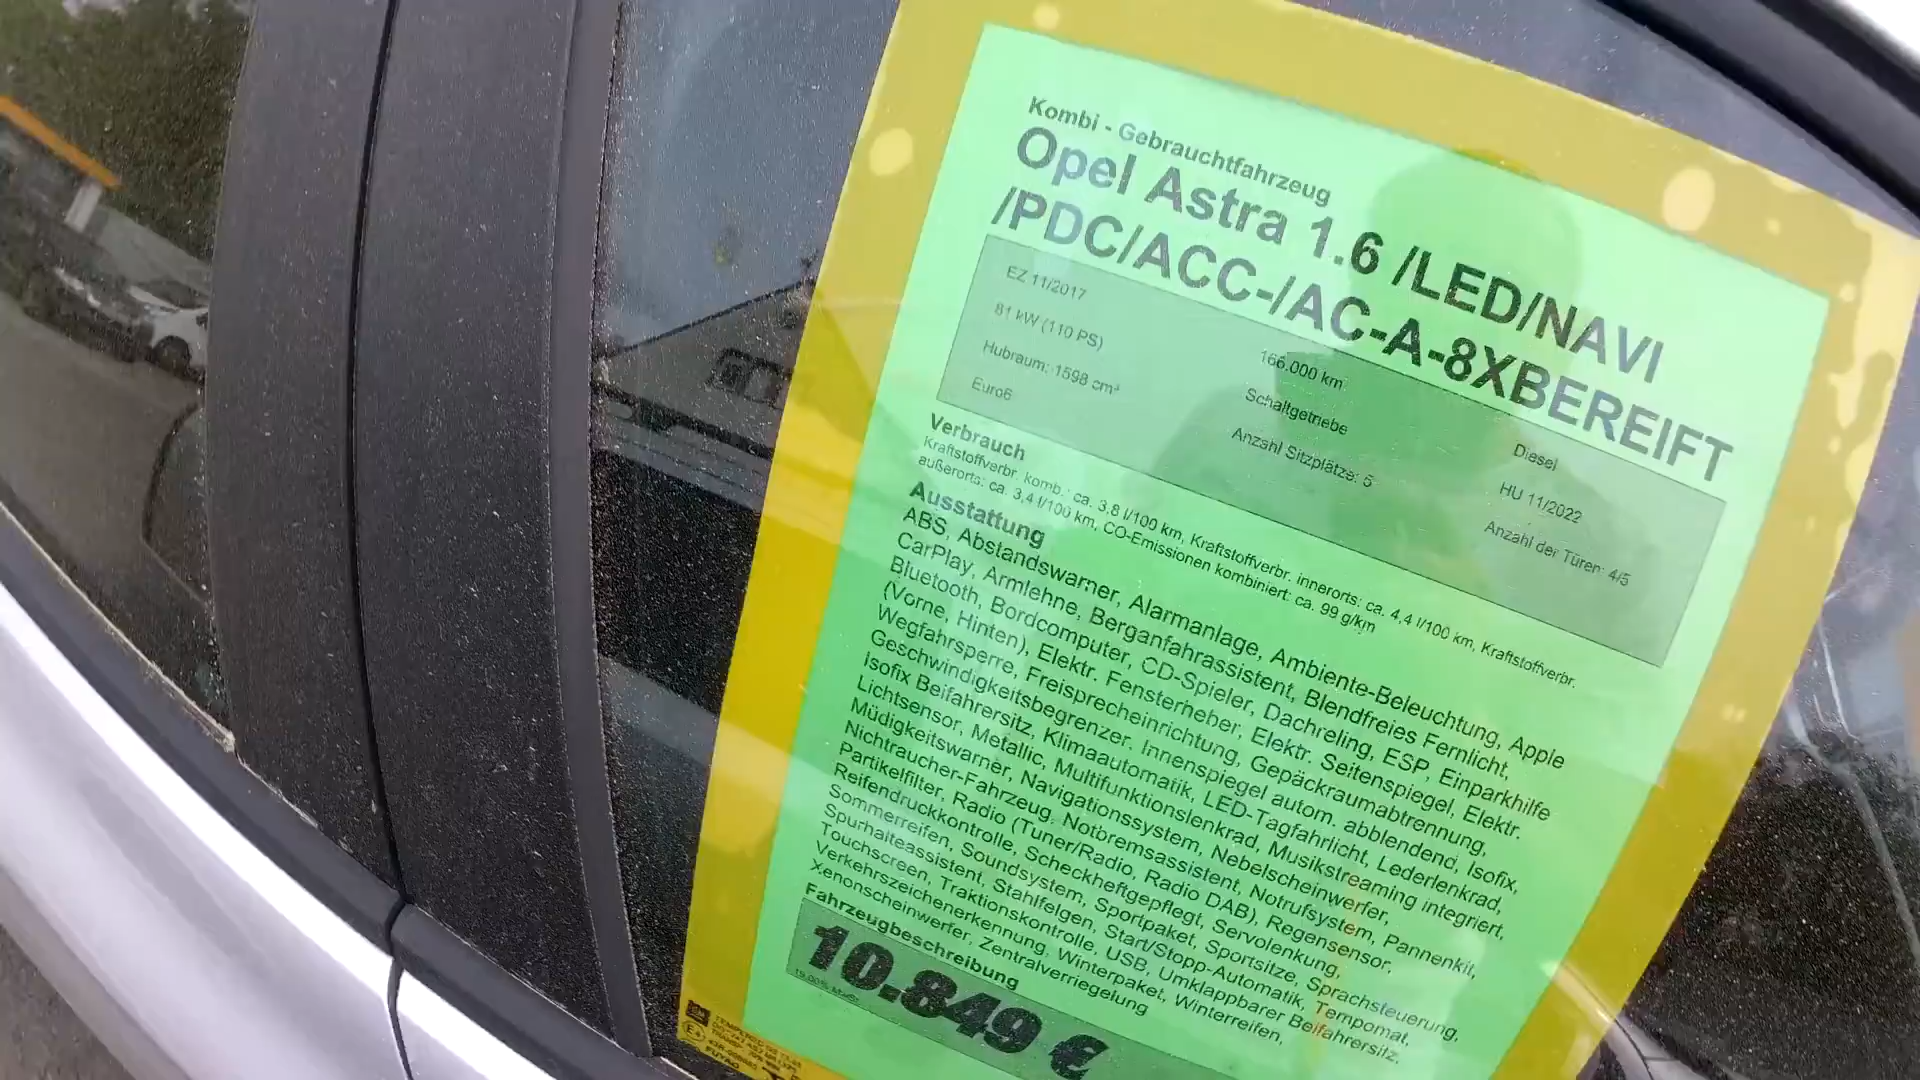 Kombi - Gebrauchtfahrzeug
Opel Astra 1.6 /LED/NAVI
/PDC/ACC-/AC-A-8XBEREIFT
EZ 11/2017
81 kW (110 PS)
Hubraum: 1598 cm³
Euro6
166.000 km
Schaltgetriebe
Anzahl Sitzplätze: 5
Diesel
HU 11/2022
Anzahl der Türen: 4/5
Verbrauch
Kraftstoffverbr. komb.: ca. 3,8 l/100 km, Kraftstoffverbr. innerorts: ca. 4,4 l/100 km, Kraftstoffverbr.
außerorts: ca. 3,4 l/100 km, CO-Emissionen kombiniert: ca. 99 g/km
Ausstattung
ABS, Abstandswarner, Alarmanlage, Ambiente-Beleuchtung, Apple
CarPlay, Armlehne, Berganfahrassistent, Blendfreies Fernlicht,
Bluetooth, Bordcomputer, CD-Spieler, Dachreling, ESP, Einparkhilfe
(Vorne, Hinten), Elektr. Fensterheber, Elektr. Seitenspiegel, Elektr.
Wegfahrsperre, Freisprecheinrichtung, Gepäckraumabtrennung,
Geschwindigkeitsbegrenzer, Innenspiegel autom. abblendend, Isofix,
Isofix Beifahrersitz, Klimaautomatik, LED-Tagfahrlicht, Lederlenkrad,
Lichtsensor, Metallic, Multifunktionslenkrad, Musikstreaming integriert,
Müdigkeitswarner, Navigationssystem, Nebelscheinwerfer,
Nichtraucher-Fahrzeug, Notbremsassistent, Notrufsystem, Pannenkit,
Partikelfilter, Radio (Tuner/Radio, Radio DAB), Regensensor,
Reifendruckkontrolle, Scheckheftgepflegt, Servolenkung,
Sommerreifen, Soundsystem, Sportpaket, Sportsitze, Sprachsteuerung,
Spurhalteassistent, Stahlfelgen, Start/Stopp-Automatik, Tempomat,
Touchscreen, Traktionskontrolle, USB, Umklappbarer Beifahrersitz,
Verkehrszeichenerkennung, Winterpaket, Winterreifen,
Xenonscheinwerfer, Zentralverriegelung
Fahrzeugbeschreibung
10.849 €
19.00% MwSt.
FUYAO